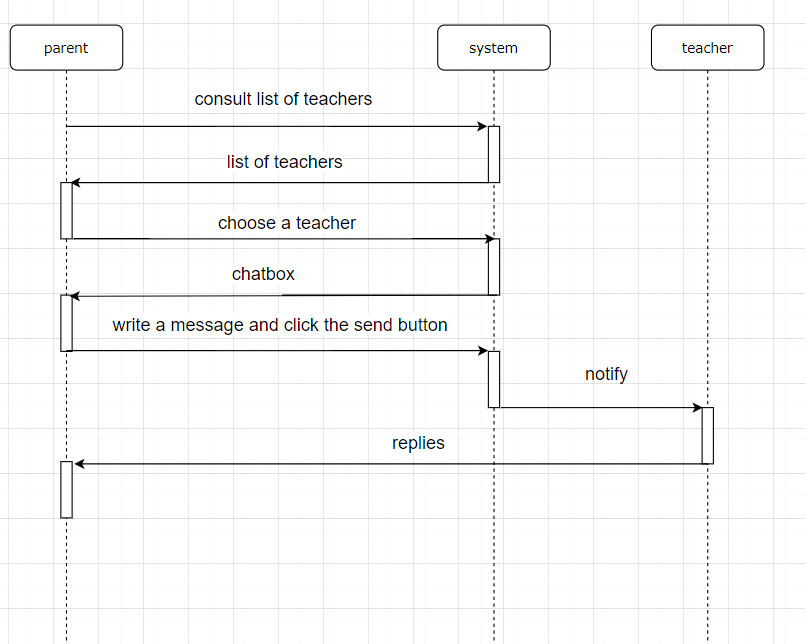 parent
system
teacher
consult list of teachers
list of teachers
choose a teacher
chatbox
write a message and click the send button
notify
replies